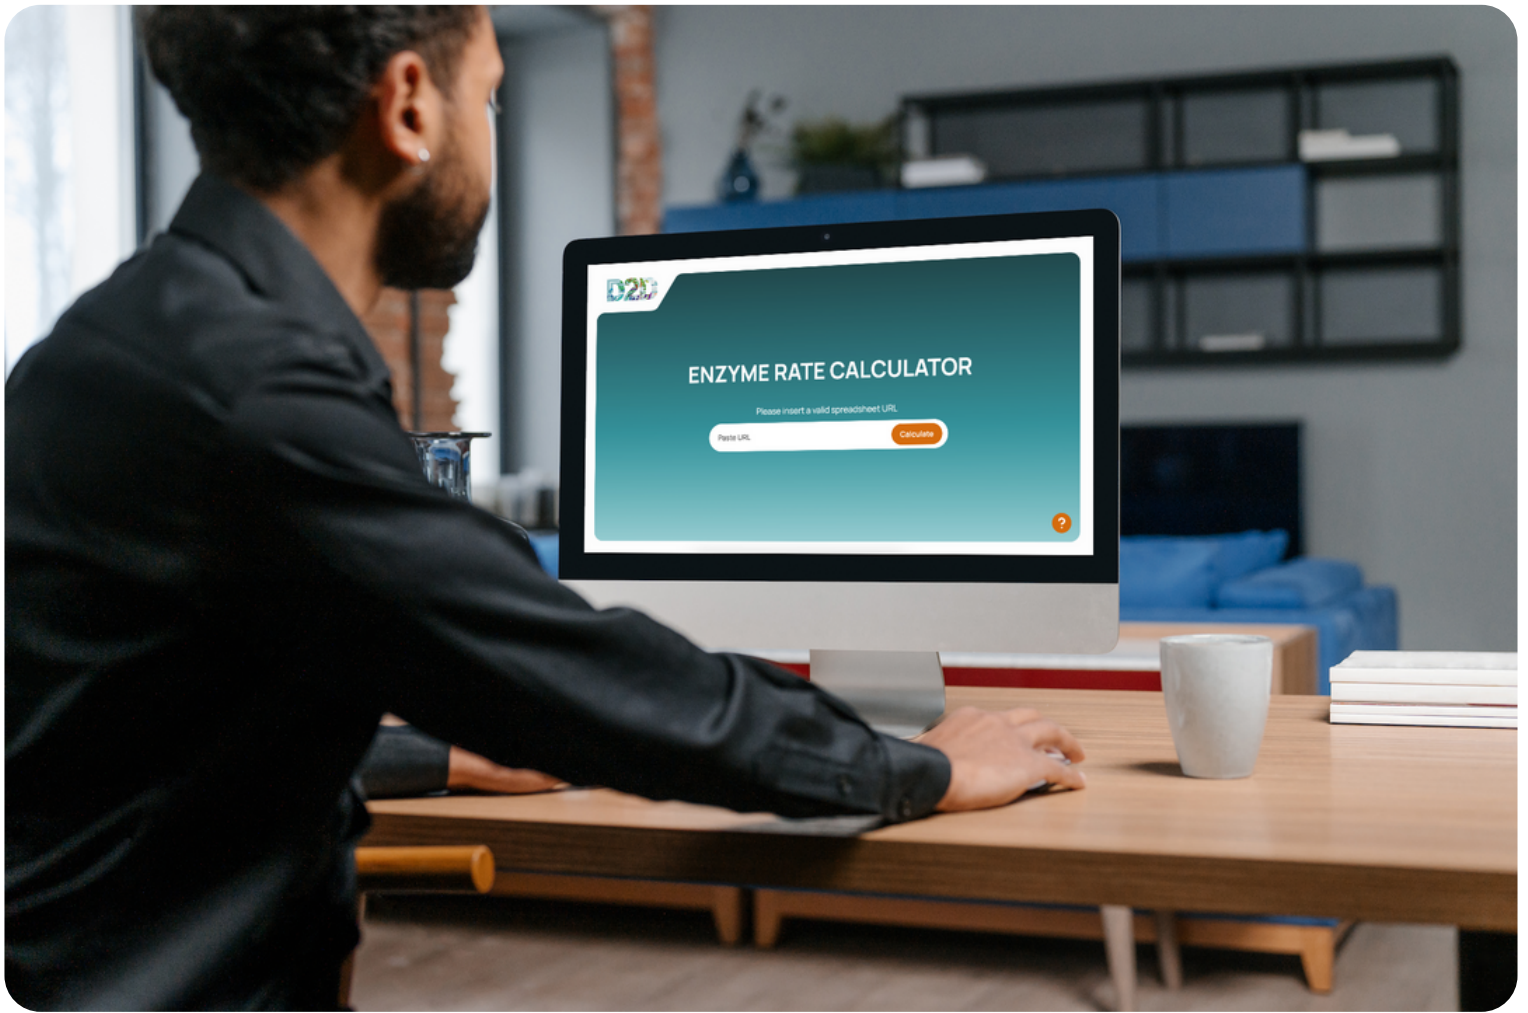 D2D
ENZYME RATE CALCULATOR
Please insert a valid spreadsheet URL
Paste URL
Calculate
?